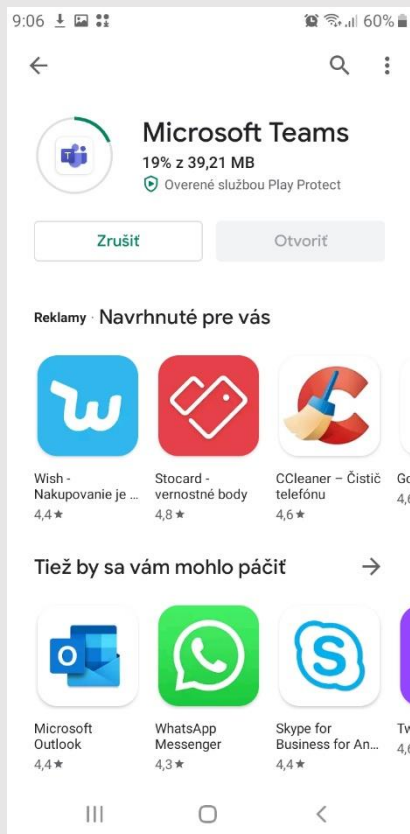 9:06 60%
Microsoft Teams
19% z 39,21 MB
Overené službou Play Protect
Zrušiť
Otvoriť
Reklamy · Navrhnuté pre vás
Wish -
Nakupovanie je ...
4,4★
Stocard -
vernostné body
4,8★
CCleaner – Čistič
telefónu
4,6★
Tiež by sa vám mohlo páčiť
Microsoft
Outlook
4,4★
WhatsApp
Messenger
4,3★
Skype for
Business for An...
4,4★